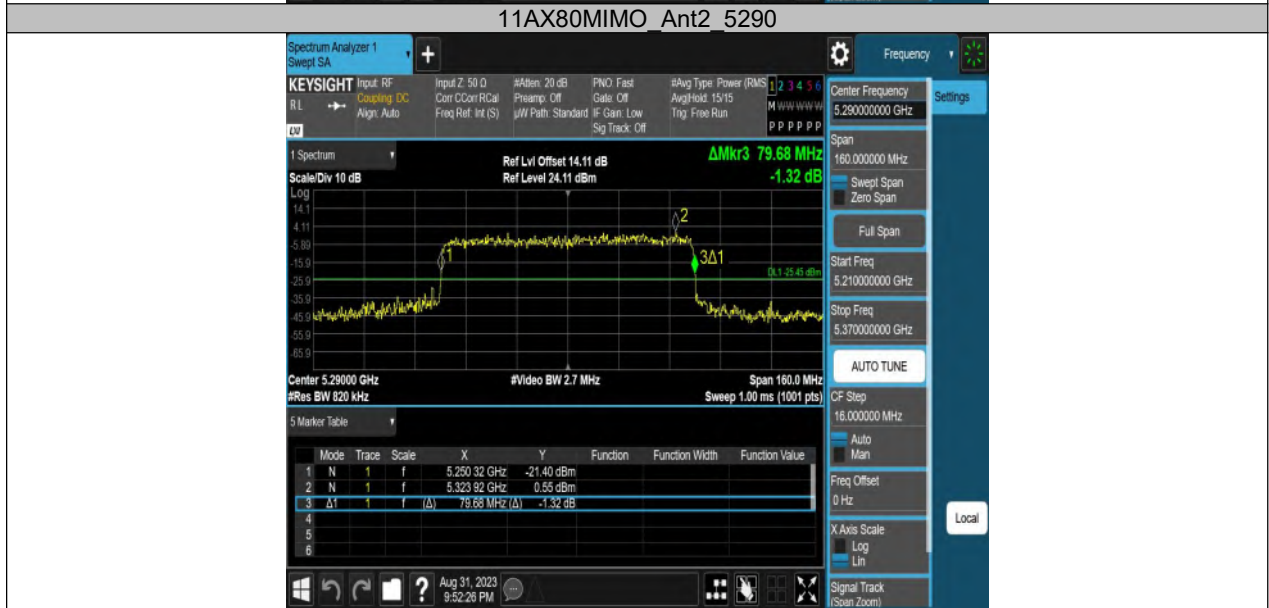 11AX80MIMO_Ant2_5290
Spectrum Analyzer 1
Swept SA
+
Frequency
KEYSIGHT Input: RF Input Z: 50 Ω #Atten: 20 dB PNO: Fast #Avg Type: Power (RMS 1 2 3 4 5 6
RL Coupling: DC Corr CCorr RCal Preamp: Off Gate: Off Avg|Hold: 15/15 M W W W W W
Align: Auto Freq Ref: Int (S) µW Path: Standard IF Gain: Low Trig: Free Run
Sig Track: Off P P P P P P
LXI
Center Frequency
5.290000000 GHz
Settings
Span
160.000000 MHz
Swept Span
Zero Span
Full Span
Start Freq
5.210000000 GHz
Stop Freq
5.370000000 GHz
AUTO TUNE
CF Step
16.000000 MHz
Auto
Man
Freq Offset
0 Hz
X Axis Scale
Log
Lin
Signal Track
(Span Zoom)
Local
1 Spectrum
Ref Lvl Offset 14.11 dB
ΔMkr3 79.68 MHz
Scale/Div 10 dB
Ref Level 24.11 dBm
-1.32 dB
Log
14.1
4.11
-5.89
-15.9
-25.9
-35.9
-45.9
-55.9
-65.9
1
2
3Δ1
DL1 -25.45 dBm
Center 5.29000 GHz #Video BW 2.7 MHz Span 160.0 MHz
#Res BW 820 kHz Sweep 1.00 ms (1001 pts)
5 Marker Table
Mode Trace Scale X Y Function Function Width Function Value
1 N 1 f 5.250 32 GHz -21.40 dBm
2 N 1 f 5.323 92 GHz 0.55 dBm
3 Δ1 1 f (Δ) 79.68 MHz (Δ) -1.32 dB
4
5
6
?
Aug 31, 2023
9:52:26 PM